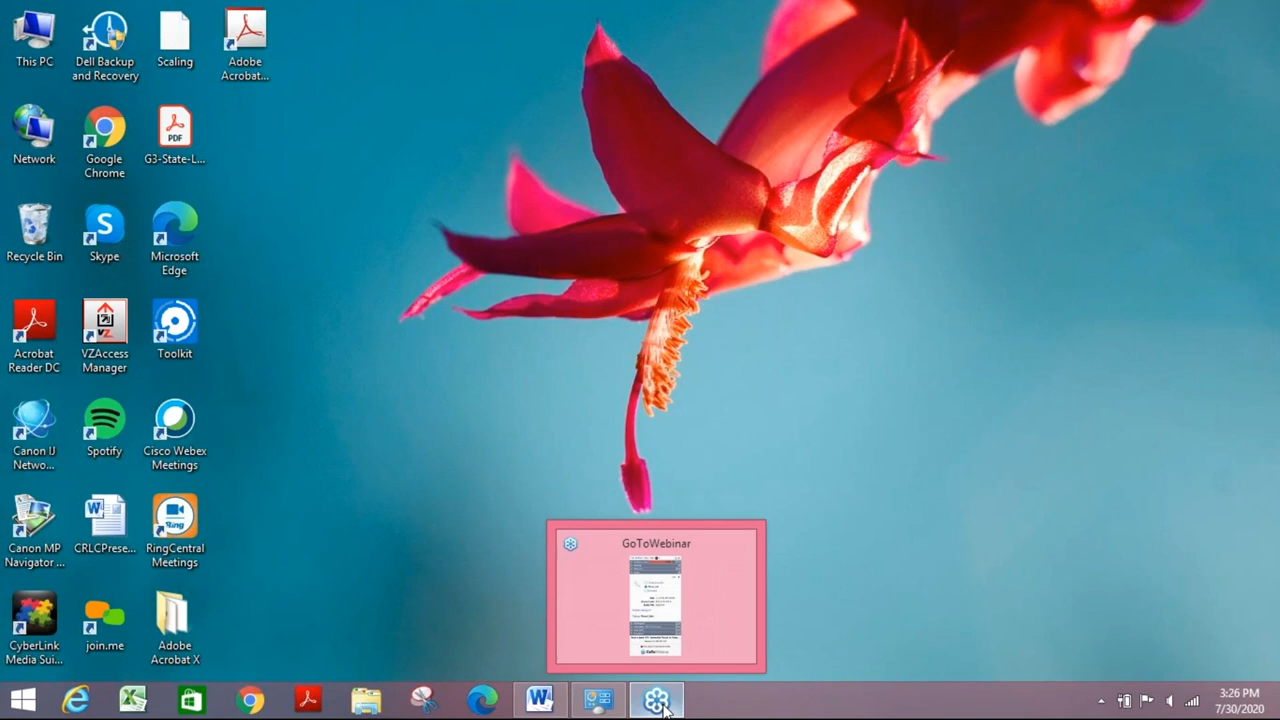 This PC
Dell Backup
and Recovery
Scaling
Adobe
Acrobat...
Network
Google
Chrome
PDF
G3-State-L...
Recycle Bin
Skype
Microsoft
Edge
Acrobat
Reader DC
VZAccess
Manager
Toolkit
Canon IJ
Netwo...
Spotify
Cisco Webex
Meetings
Canon MP
Navigator ...
CRLCPrese...
Ring
RingCentral
Meetings
CyberLink
Media Sui...
join.me
Adobe
Acrobat X
GoToWebinar
3:26 PM
7/30/2020